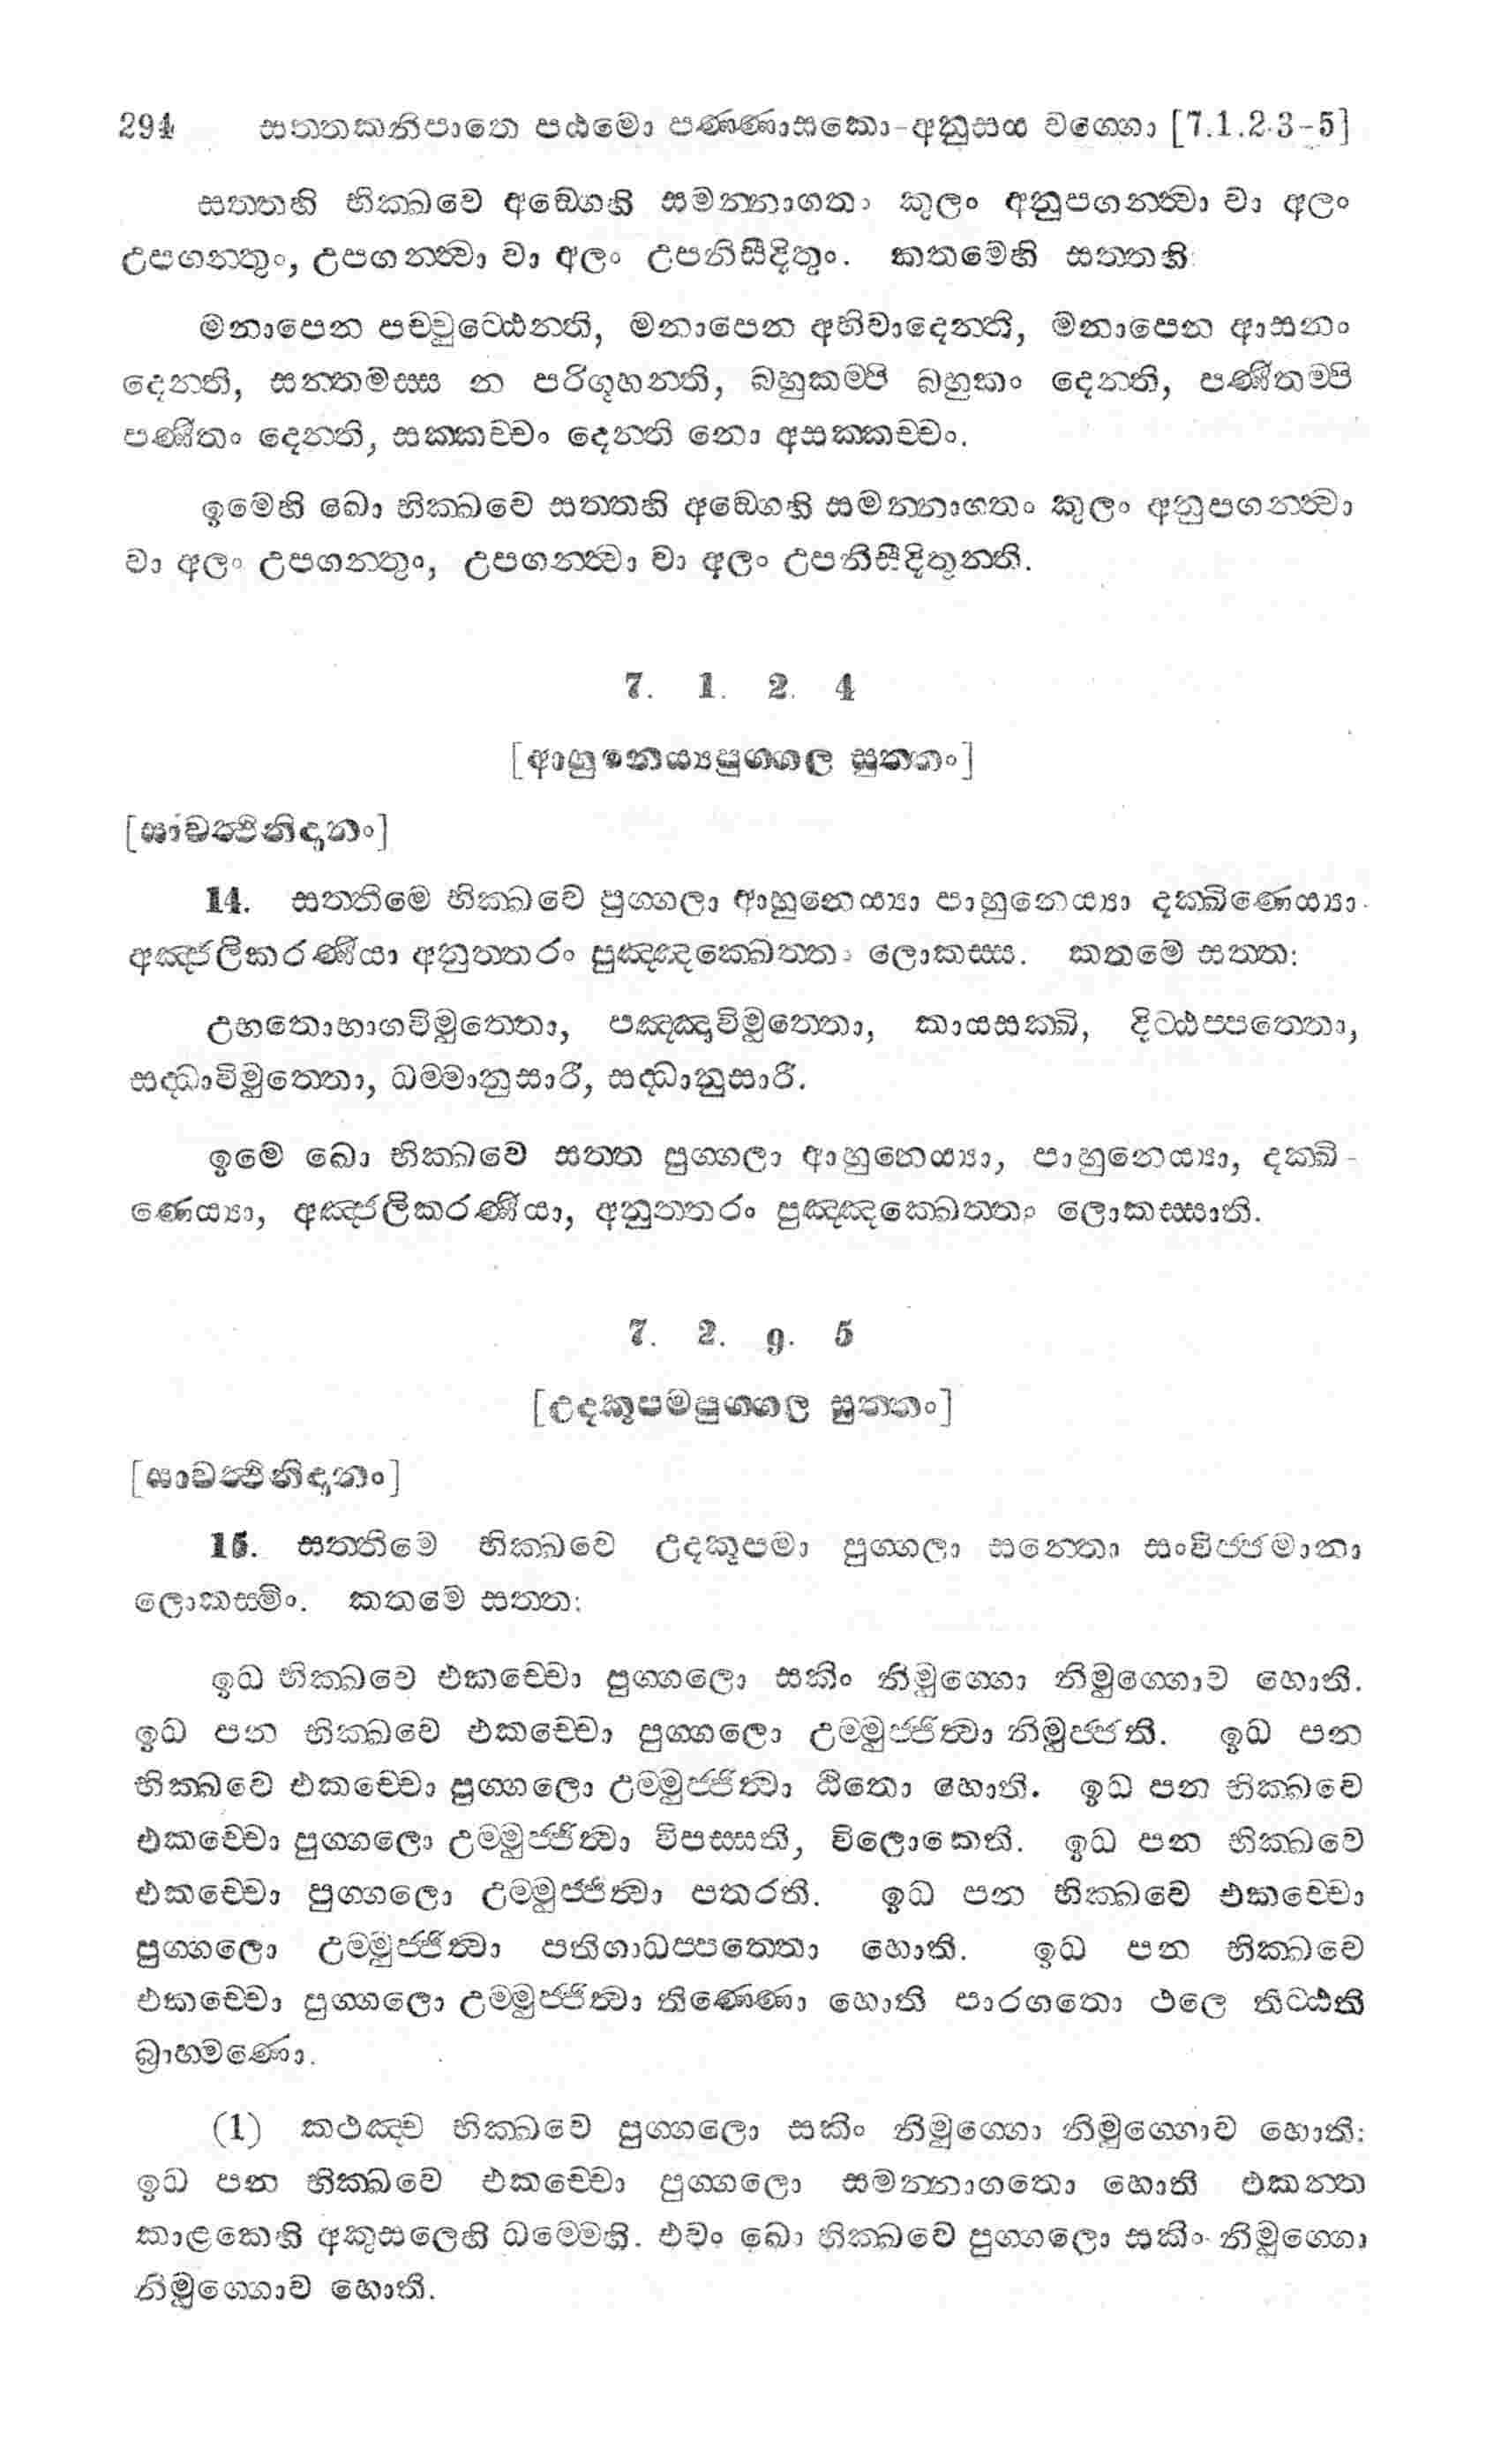 294 සත‍්තකනිපාතෙ පඨමො පණ‍්ණාසකො-අනුසය වග‍්ගො [7.1.2.3-5]
සත‍්තහි භික‍්ඛවෙ අඞ‍්ගෙහි සමන‍්නාගතං කුලං අනුපගන්ත්‍වා වා අලං
උපගන‍්තුං, උපගන්ත්‍වා වා අලං උපනිසීදිතුං. කතමෙහි සත‍්තහි:
මනාපෙන පච‍්චුට‍්ඨෙන‍්ති, මනාපෙන අභිවාදෙන‍්ති, මනාපෙන ආසනං
දෙන‍්ති, සන‍්තමස‍්ස න පරිගූහන‍්ති, බහුකම‍්පි බහුකං දෙන‍්ති, පණීතම‍්පි
පණීතං දෙන‍්ති, සක‍්කච‍්චං දෙන‍්ති නො අසක‍්කච‍්චං.
ඉමෙහි ඛො භික‍්ඛවෙ සත‍්තහි අඞ‍්ගෙහි සමන‍්නාගතං කුලං අනුපගන්ත්‍වා
වා අලං උපගන‍්තුං, උපගන්ත්‍වා වා අලං උපනිසීදිතුන‍්ති.
7. 1. 2. 4
[ආහුනෙය්‍යපුග‍්ගල සුත‍්තං]
[සාවත්‍ථිනිදානං]
14. සත‍්තිමෙ භික‍්ඛවෙ පුග‍්ගලා ආහුනෙය්‍යා පාහුනෙය්‍යා දක‍්ඛිණෙය්‍යා
අඤ‍්ජලිකරණීයා අනුත‍්තරං පුඤ‍්ඤක‍්ඛෙත‍්තං ලොකස‍්ස. කතමෙ සත‍්ත:
උභතොභාගවිමුත‍්තො, පඤ‍්ඤාවිමුත‍්තො, කායසක‍්ඛි, දිට‍්ඨප‍්පත‍්තො,
සද‍්ධාවිමුත‍්තො, ධම‍්මානුසාරී, සද‍්ධානුසාරී.
ඉමෙ ඛො භික‍්ඛවෙ සත‍්ත පුග‍්ගලා ආහුනෙය්‍යා, පාහුනෙය්‍යා, දක‍්ඛි-
ණෙය්‍යා, අඤ‍්ජලිකරණීයා, අනුත‍්තරං පුඤ‍්ඤක‍්ඛෙත‍්තං ලොකස‍්සාති.
7. 2. g. 5
[උදකූපමපුග‍්ගල සුත‍්තං]
[සාවත්‍ථිනිදානං]
15. සත‍්තිමෙ භික‍්ඛවෙ උදකූපමා පුග‍්ගලා සන‍්තො සංවිජ‍්ජමානා
ලොකස‍්මිං. කතමෙ සත‍්ත:
ඉධ භික‍්ඛවෙ එකච‍්චො පුග‍්ගලො සකිං නිමුග‍්ගො නිමුග‍්ගොව හොති.
ඉධ පන භික‍්ඛවෙ එකච‍්චො පුග‍්ගලො උම‍්මුජ‍්ජිත්‍වා නිමුජ‍්ජති. ඉධ පන
භික‍්ඛවෙ එකච‍්චො පුග‍්ගලො උම‍්මුජ‍්ජිත්‍වා ඨිතො හොති. ඉධ පන භික‍්ඛවෙ
එකච‍්චො පුග‍්ගලො උම‍්මුජ‍්ජිත්‍වා විපස‍්සති, විලොකෙති. ඉධ පන භික‍්ඛවෙ
එකච‍්චො පුග‍්ගලො උම‍්මුජ‍්ජිත්‍වා පතරති. ඉධ පන භික‍්ඛවෙ එකච‍්චො
පුග‍්ගලො උම‍්මුජ‍්ජිත්‍වා පතිගාධප‍්පත‍්තො හොති. ඉධ පන භික‍්ඛවෙ
එකච‍්චො පුග‍්ගලො උම‍්මුජ‍්ජිත්‍වා තිණ‍්ණො හොති පාරගතො ථලෙ තිට‍්ඨති
බ්‍රාහ‍්මණො.
(1) කථඤ‍්ච භික‍්ඛවෙ පුග‍්ගලො සකිං නිමුග‍්ගො නිමුග‍්ගොව හොති:
ඉධ පන භික‍්ඛවෙ එකච‍්චො පුග‍්ගලො සමන‍්නාගතො හොති එකන‍්ත
කාළකෙහි අකුසලෙහි ධම‍්මෙහි. එවං ඛො භික‍්ඛවෙ පුග‍්ගලො සකිං නිමුග‍්ගො
නිමුග‍්ගොව හොති.